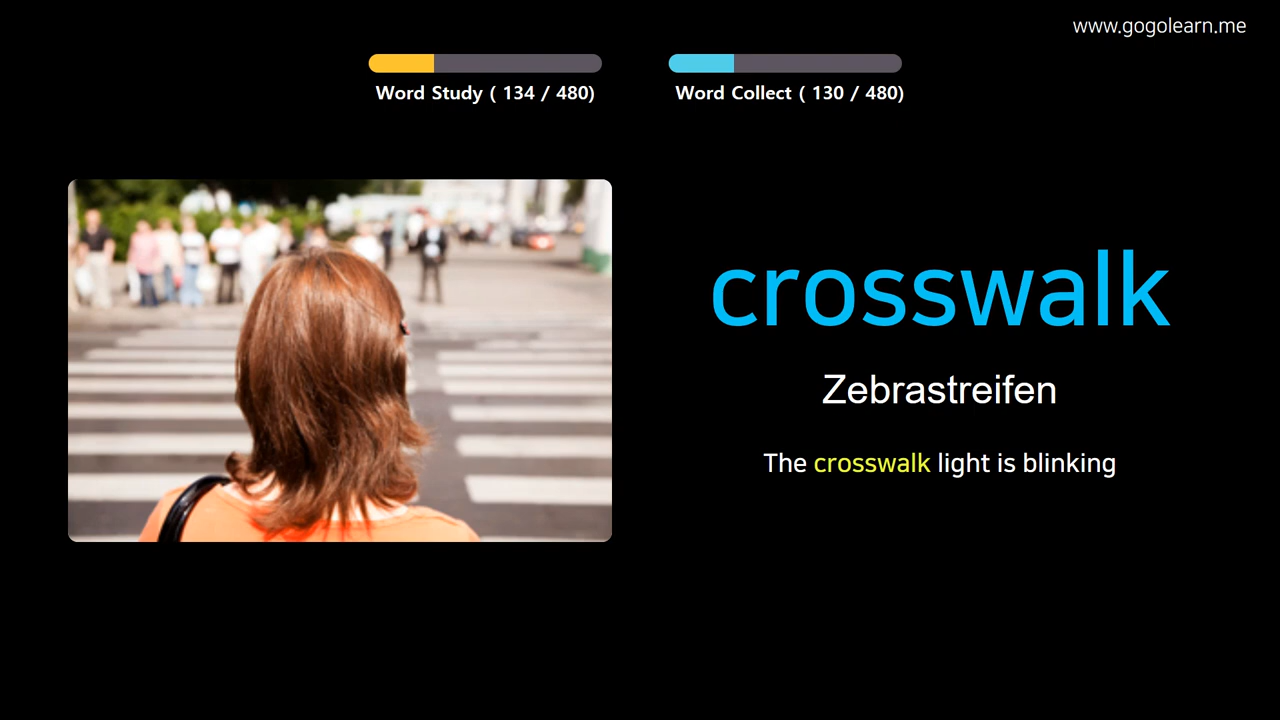 www.gogolearn.me
Word Study ( 134 / 480)
Word Collect ( 130 / 480)
crosswalk
Zebrastreifen
The crosswalk light is blinking